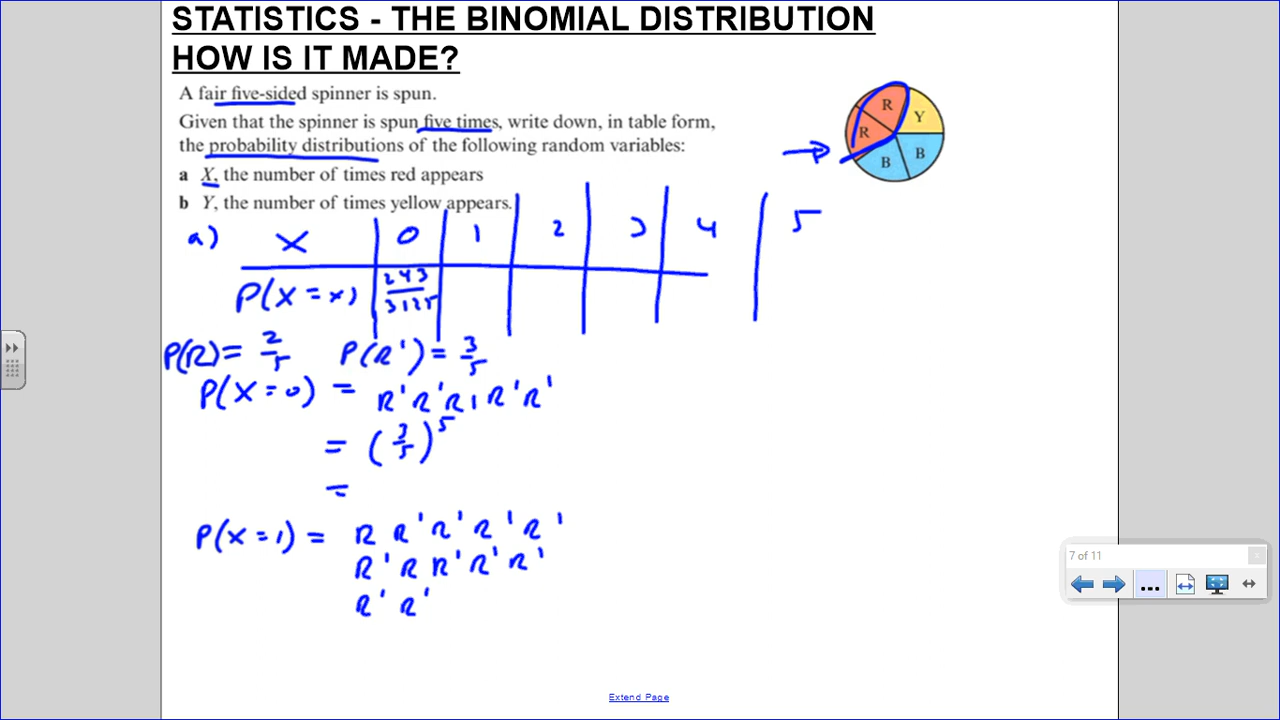 STATISTICS - THE BINOMIAL DISTRIBUTION
HOW IS IT MADE?
A fair five-sided spinner is spun.
Given that the spinner is spun five times, write down, in table form,
the probability distributions of the following random variables:
a X, the number of times red appears
b Y, the number of times yellow appears.
R Y
R B B
a) X 0 1 2 3 4 5
P(X=x) 243/3125
P(R) = 2/5 P(R') = 3/5
P(X=0) = R'R'R'R'R'
= (3/5)^5
=
P(X=1) = R R' R' R' R'
R' R R' R' R'
R' R'
7 of 11
Extend Page